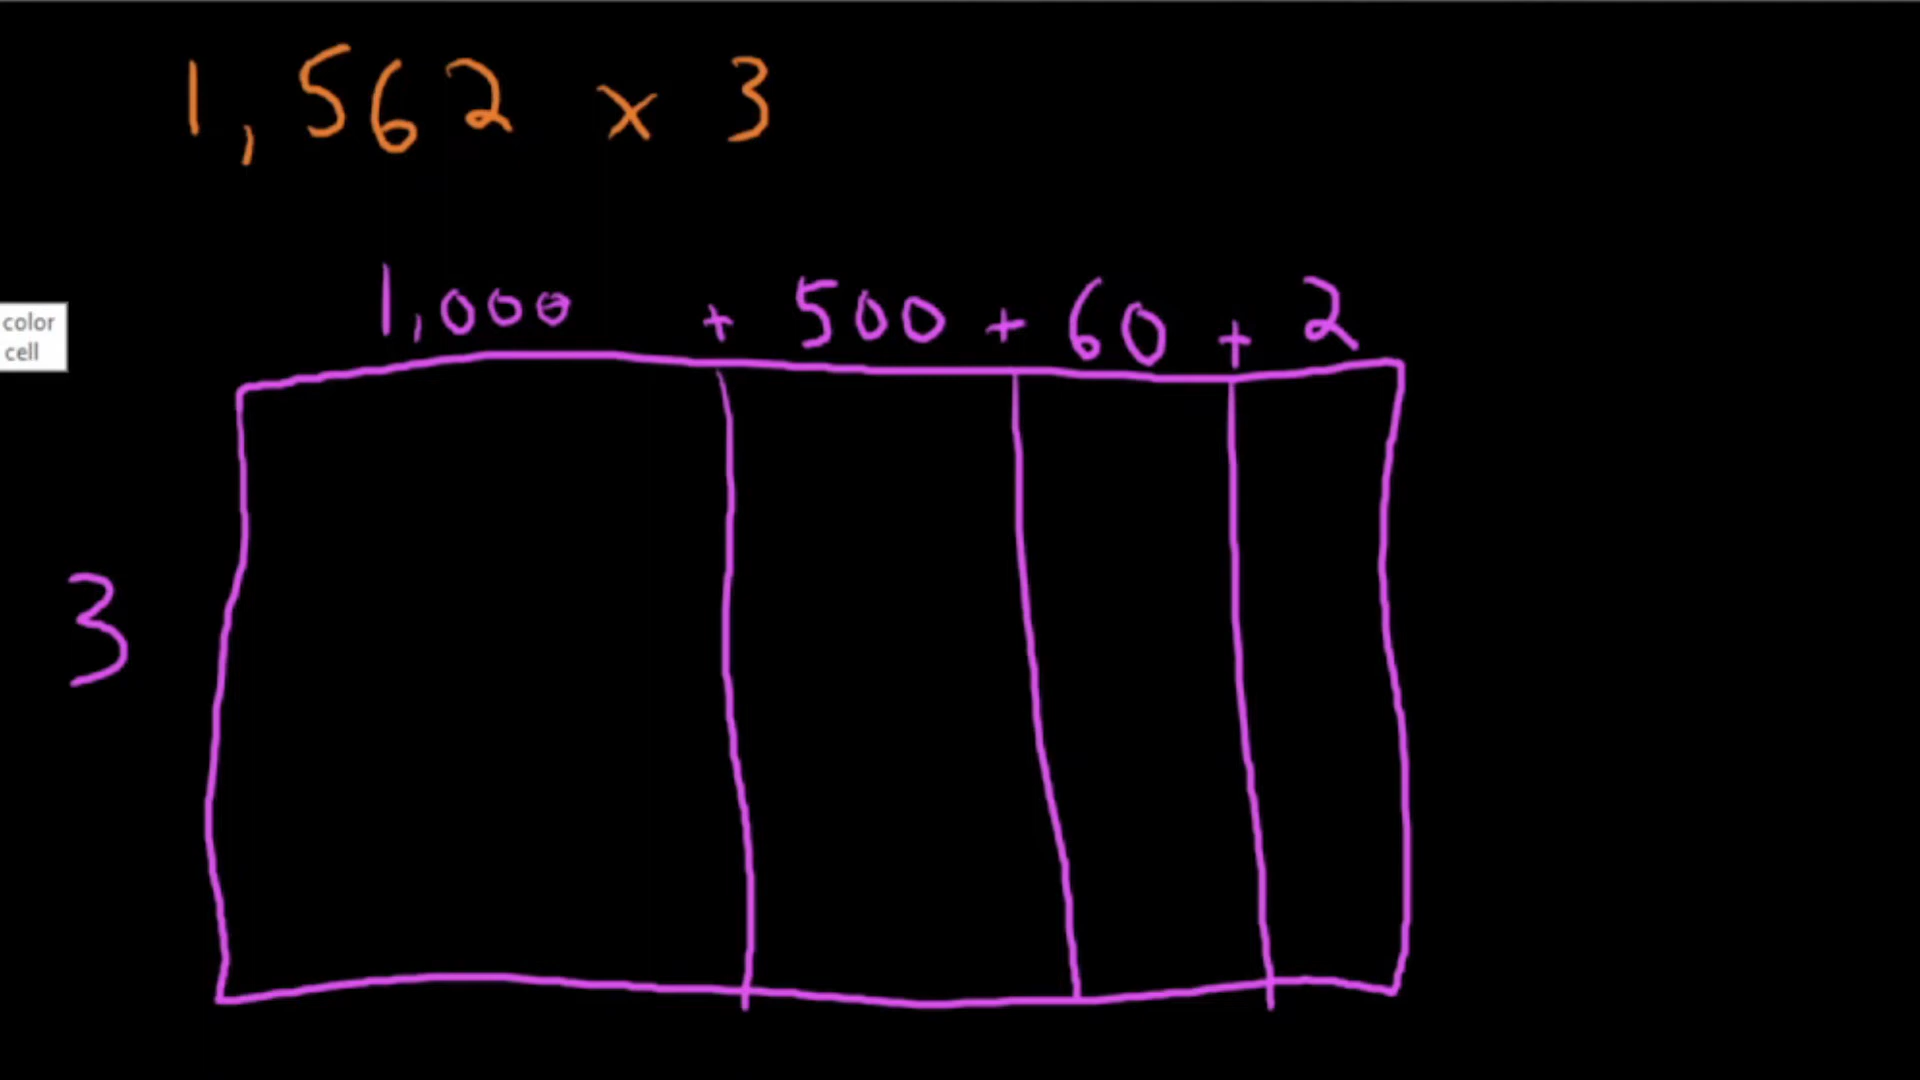 1,562 x 3
1,000 + 500 + 60 + 2
color
cell
3